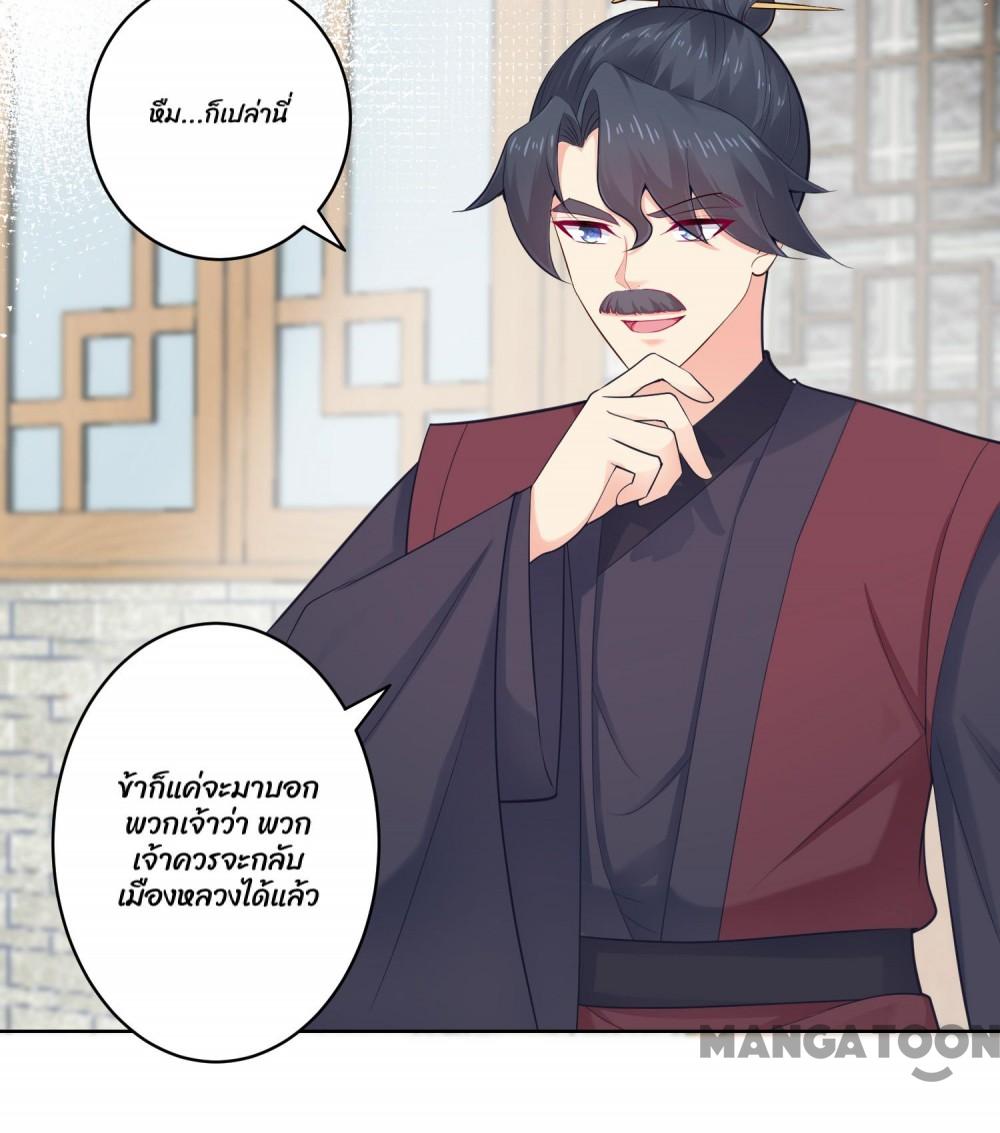 หืม...ก็เปล่านี่
ข้าก็แค่จะมาบอก
พวกเจ้าว่า พวก
เจ้าควรจะกลับ
เมืองหลวงได้แล้ว
MANGATOON